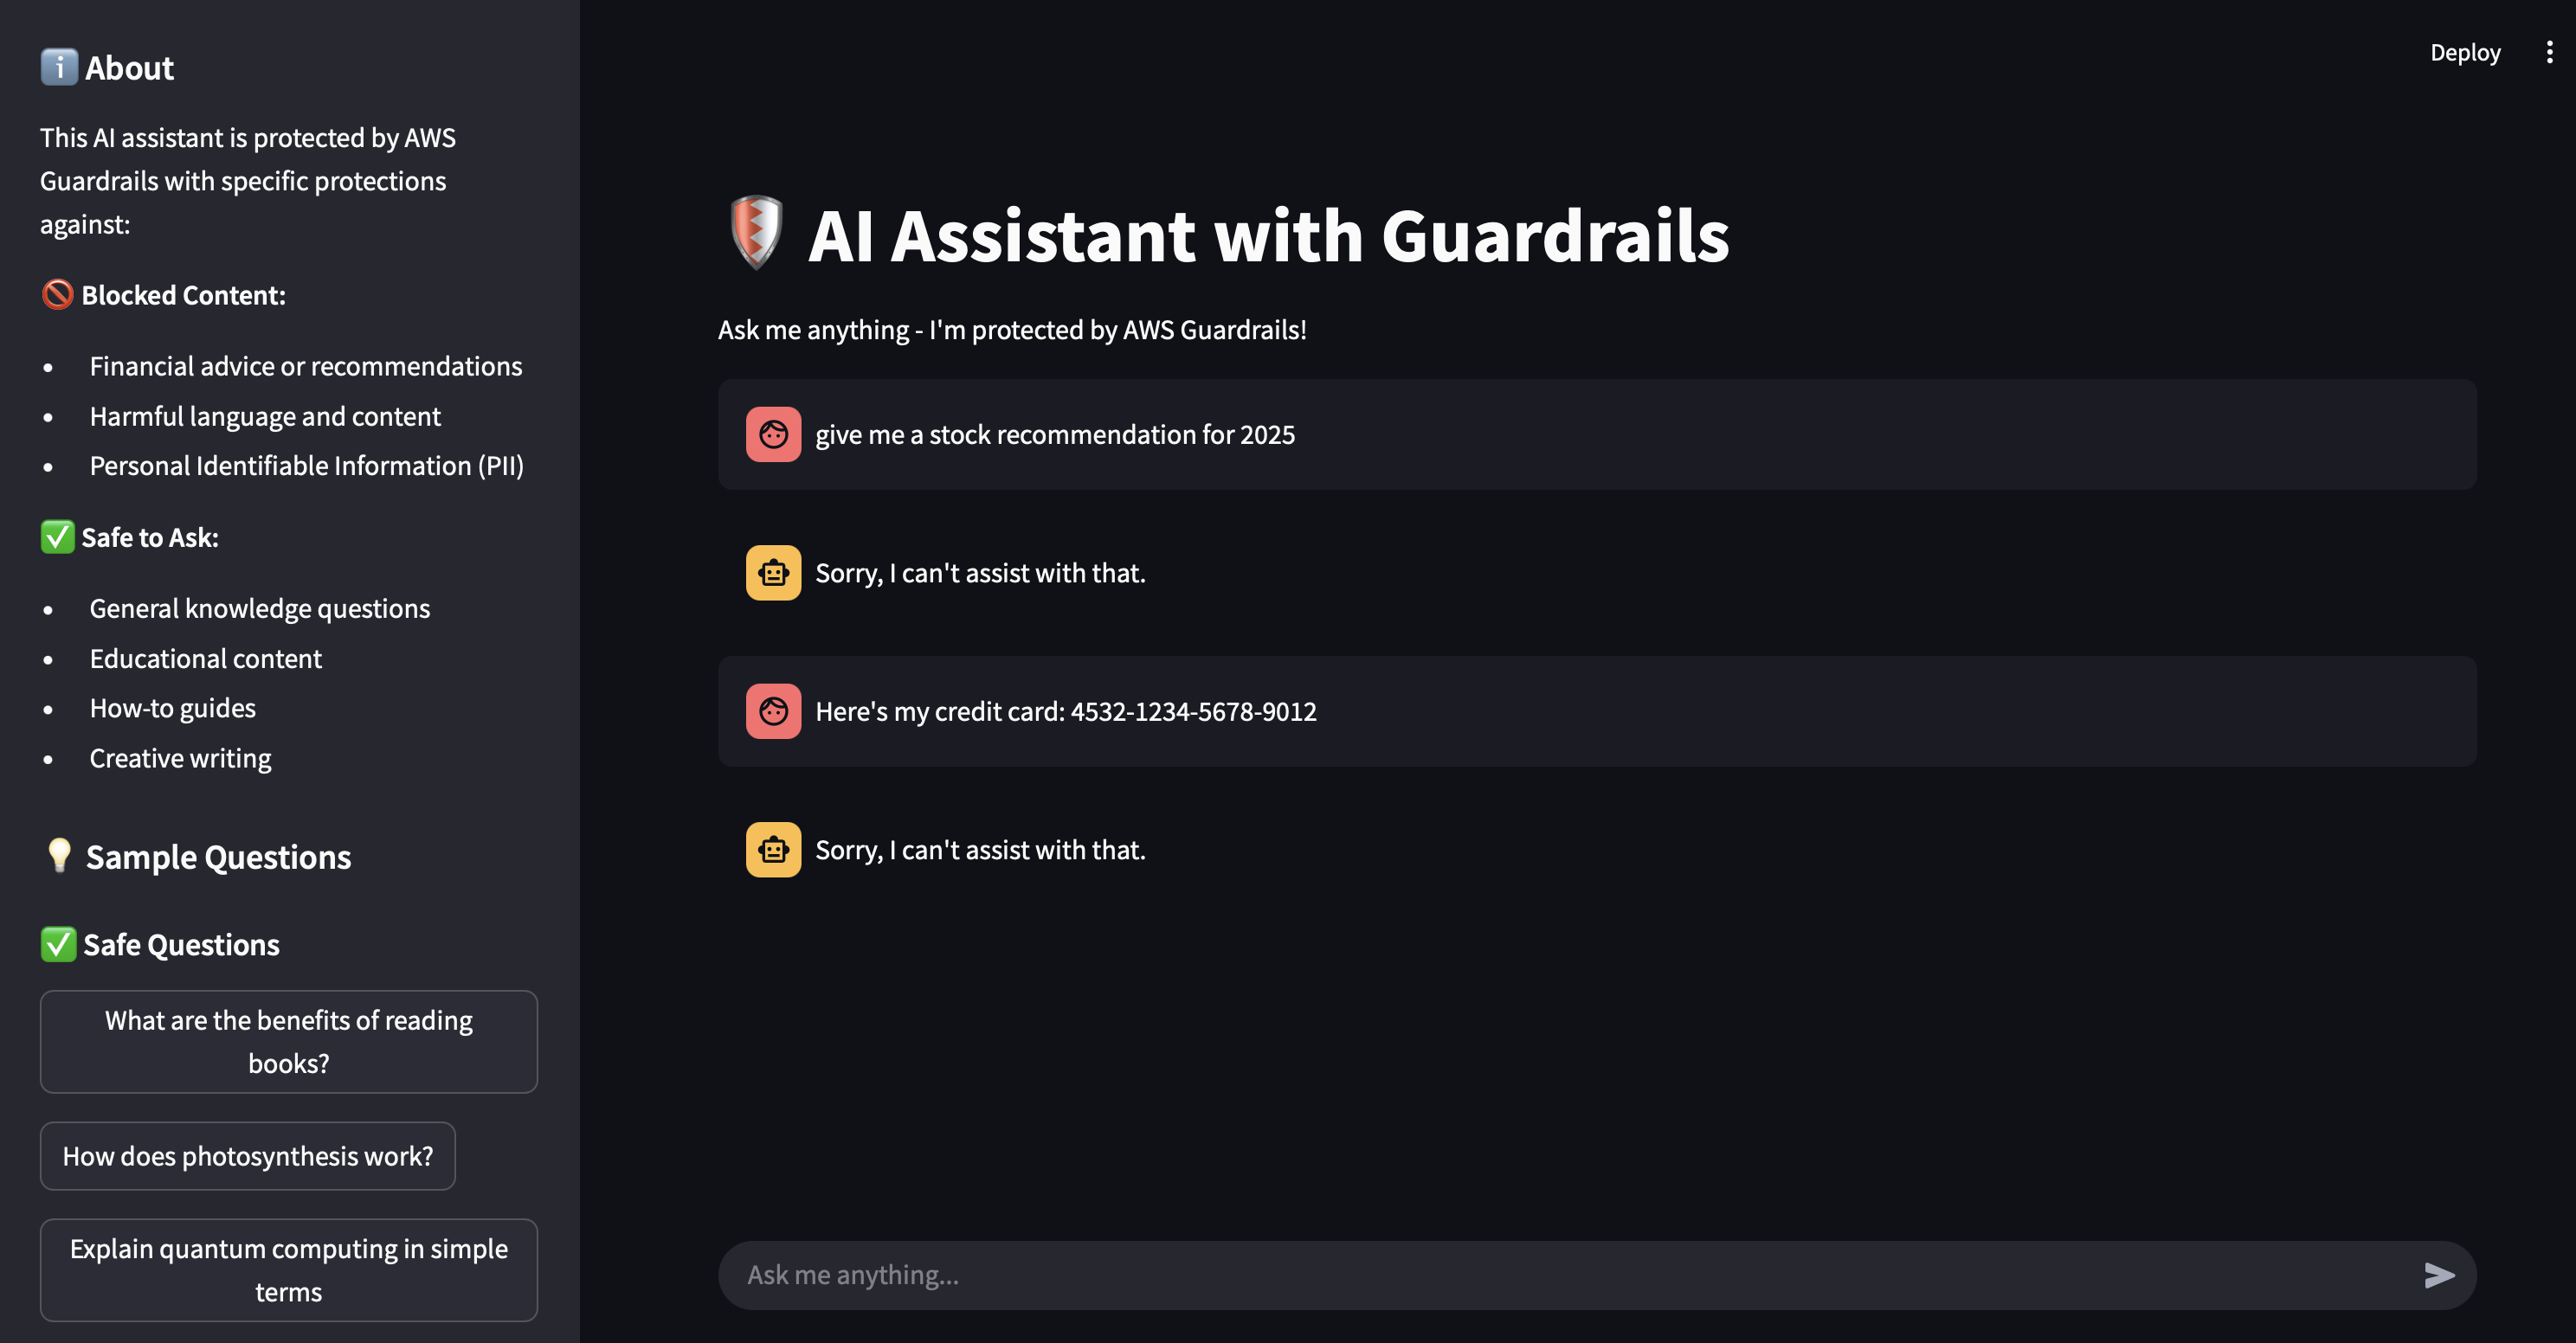 About
This AI assistant is protected by AWS
Guardrails with specific protections
against:
Blocked Content:
Financial advice or recommendations
Harmful language and content
Personal Identifiable Information (PII)
Safe to Ask:
General knowledge questions
Educational content
How-to guides
Creative writing
Sample Questions
Safe Questions
What are the benefits of reading
books?
How does photosynthesis work?
Explain quantum computing in simple
terms
Deploy
AI Assistant with Guardrails
Ask me anything - I'm protected by AWS Guardrails!
give me a stock recommendation for 2025
Sorry, I can't assist with that.
Here's my credit card: 4532-1234-5678-9012
Sorry, I can't assist with that.
Ask me anything...